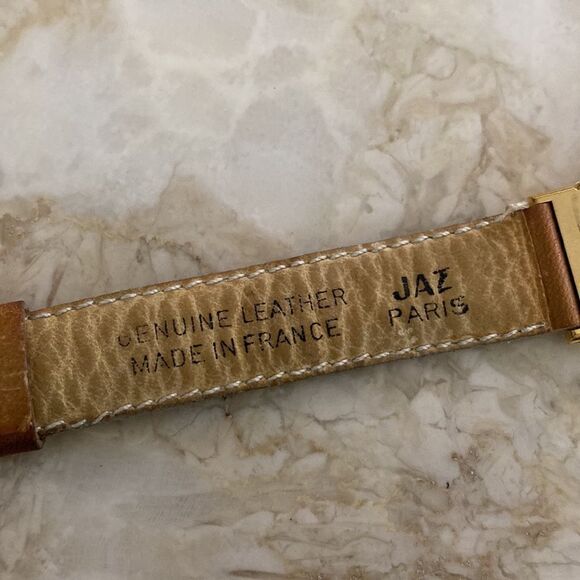 GENUINE LEATHER
MADE IN FRANCE
JAZ
PARIS